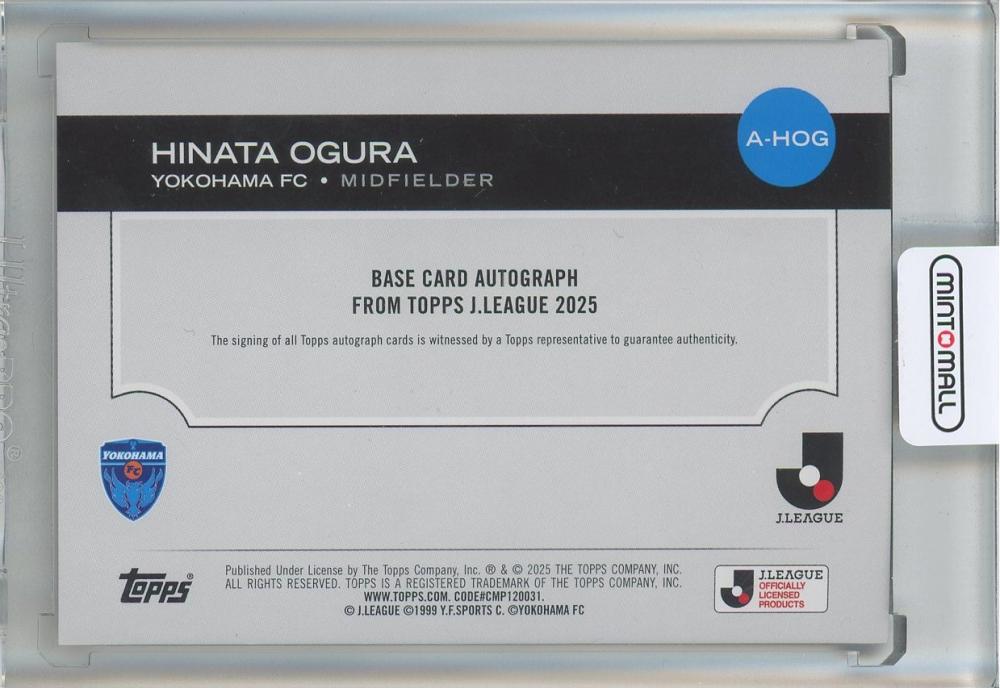 HINATA OGURA
YOKOHAMA FC • MIDFIELDER
A-HOG
BASE CARD AUTOGRAPH
FROM TOPPS J.LEAGUE 2025
The signing of all Topps autograph cards is witnessed by a Topps representative to guarantee authenticity.
MINT MALL
YOKOHAMA
FC
J.LEAGUE
TOPPS®
Published Under License by The Topps Company, Inc. ® & © 2025 THE TOPPS COMPANY, INC.
ALL RIGHTS RESERVED. TOPPS IS A REGISTERED TRADEMARK OF THE TOPPS COMPANY, INC.
WWW.TOPPS.COM. CODE#CMP120031.
© J.LEAGUE ©1999 Y.F.SPORTS C. ©YOKOHAMA FC
J.LEAGUE
OFFICIALLY
LICENSED
PRODUCTS